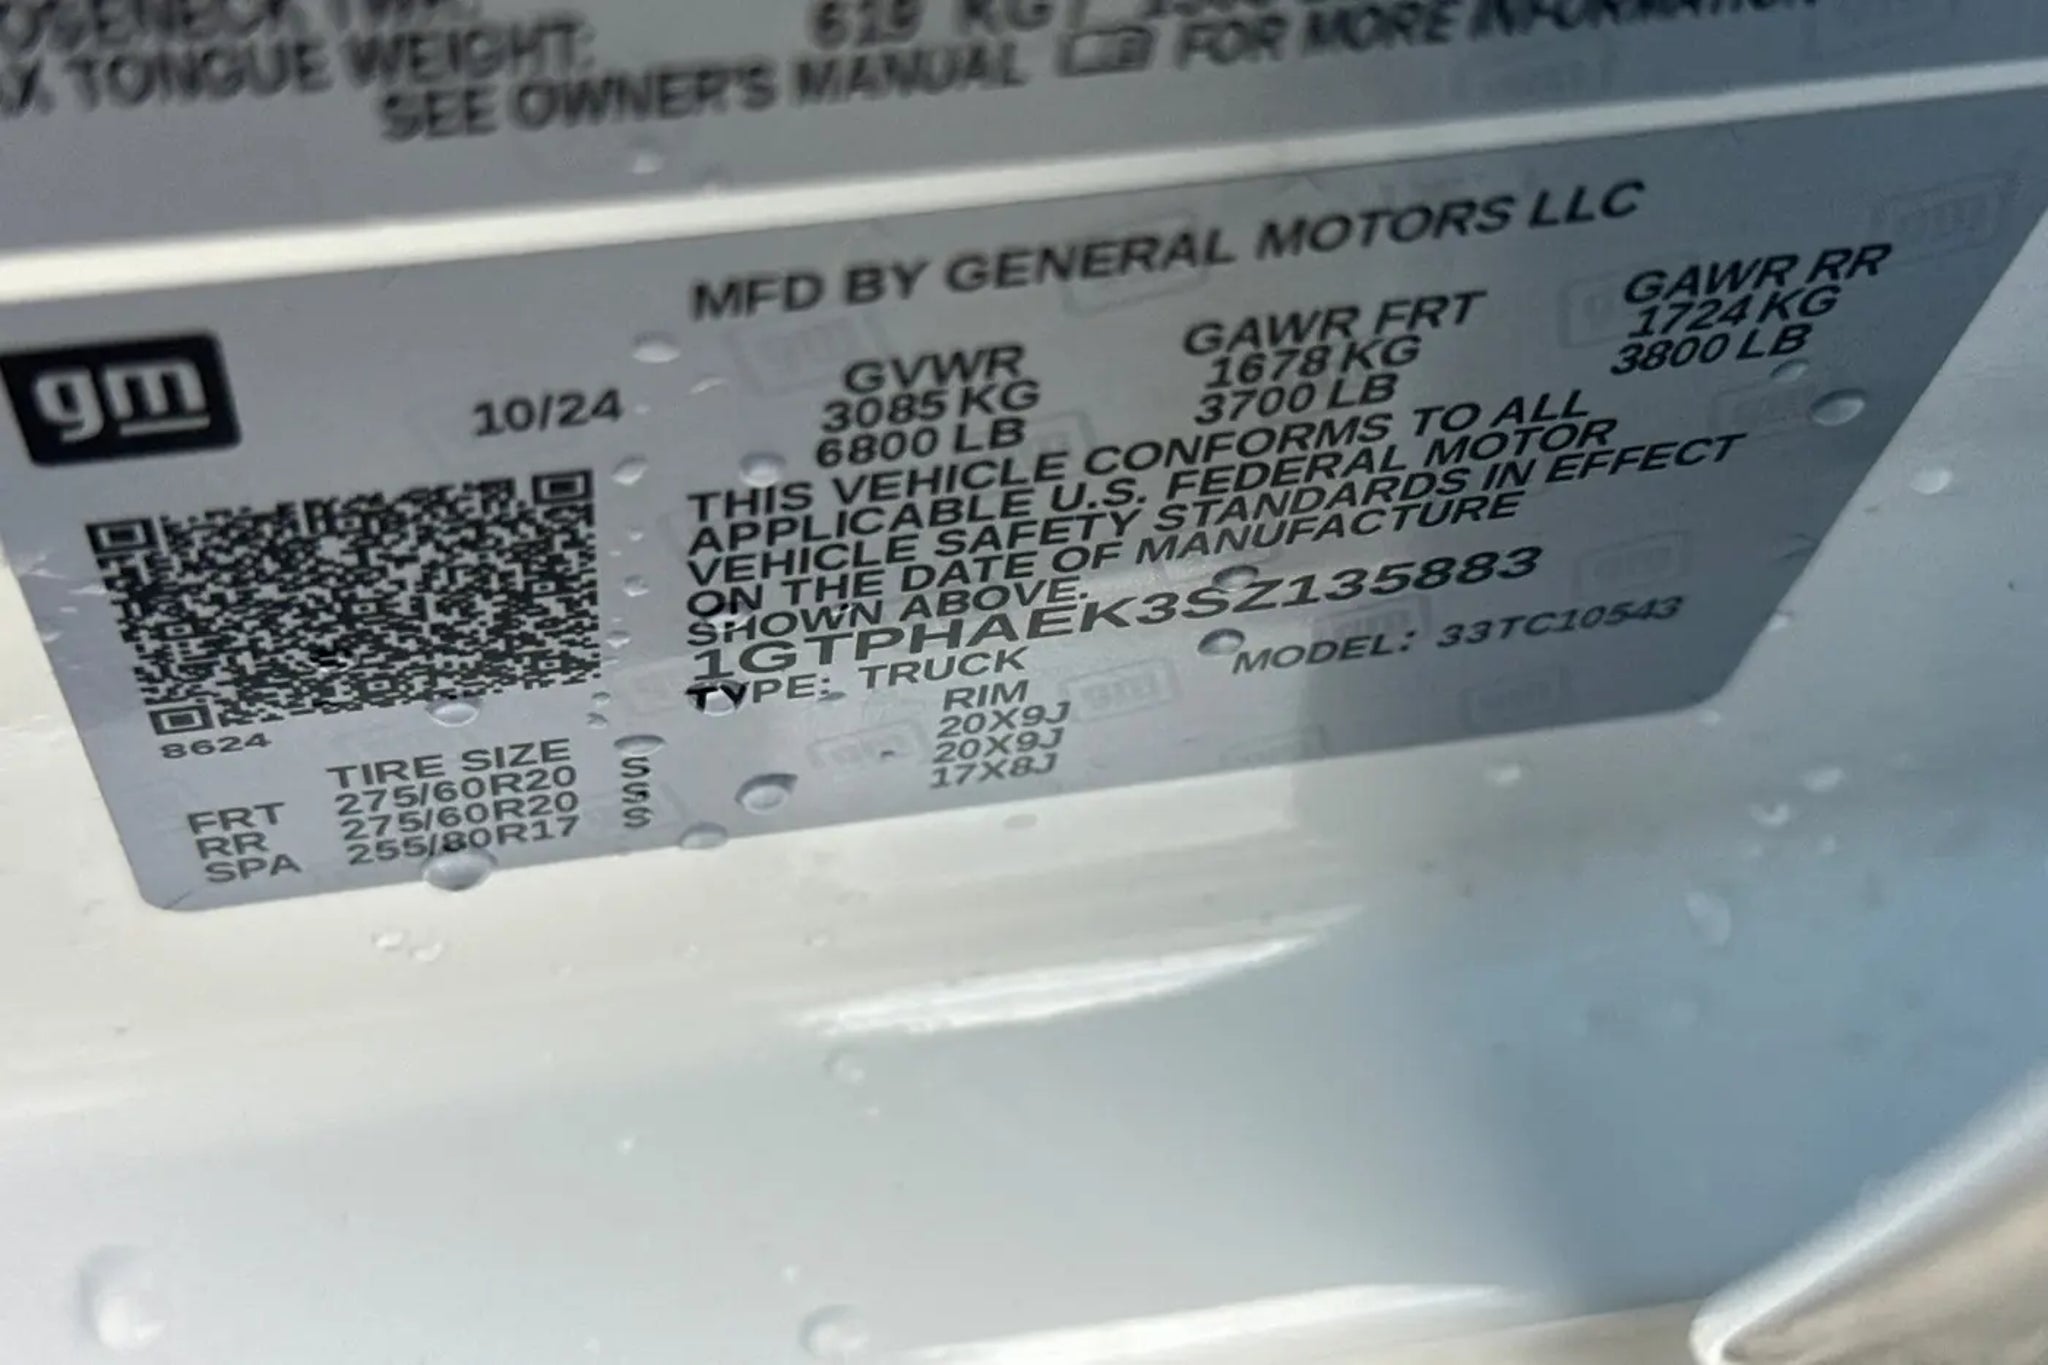 TONGUE WEIGHT: 619 KG
SEE OWNER'S MANUAL FOR MORE INFORMATION
MFD BY GENERAL MOTORS LLC
gm
10/24
GVWR
3085 KG
6800 LB
GAWR FRT
1678 KG
3700 LB
GAWR RR
1724 KG
3800 LB
THIS VEHICLE CONFORMS TO ALL
APPLICABLE U.S. FEDERAL MOTOR
VEHICLE SAFETY STANDARDS IN EFFECT
ON THE DATE OF MANUFACTURE
SHOWN ABOVE.
1GTPHAEK3SZ135883
TYPE: TRUCK MODEL: 33TC10543
8624
TIRE SIZE RIM
FRT 275/60R20 S 20X9J
RR 275/60R20 S 20X9J
SPA 255/80R17 S 17X8J